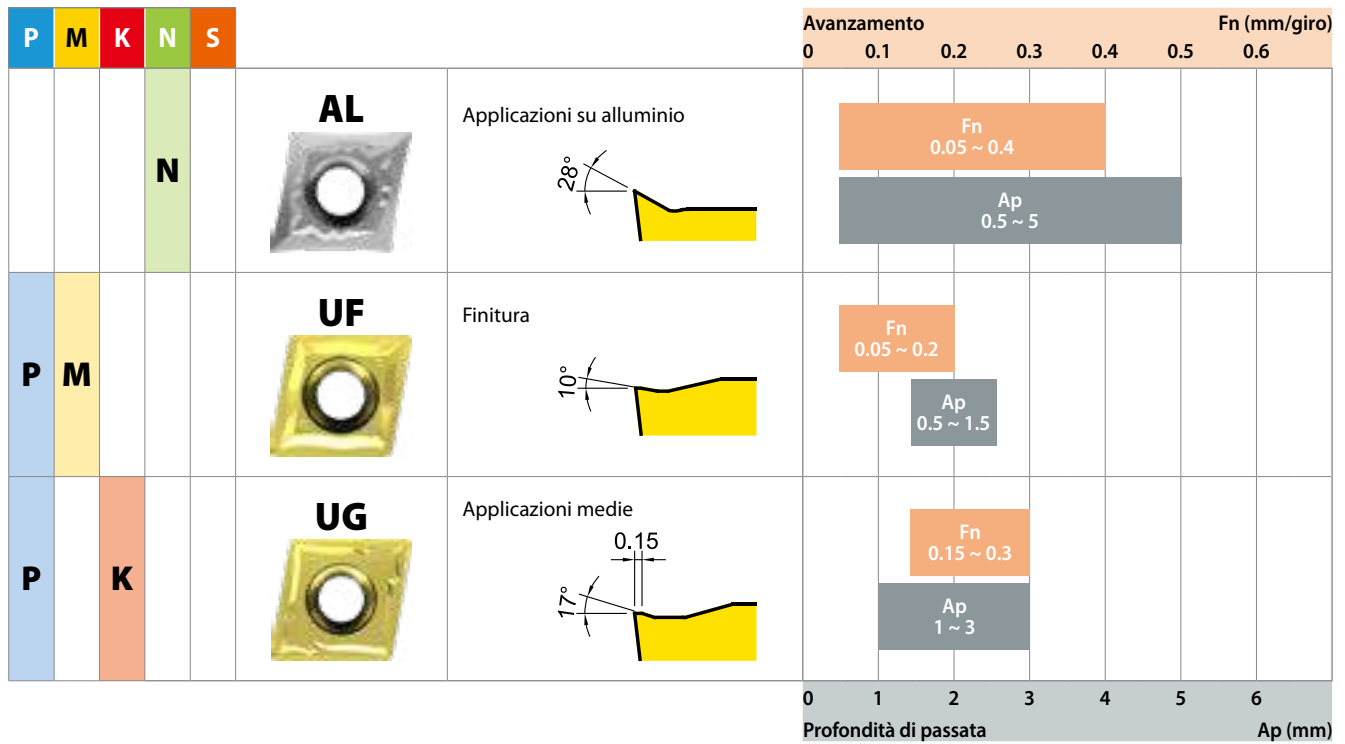 P M K N S
Avanzamento Fn (mm/giro)
0 0.1 0.2 0.3 0.4 0.5 0.6
N
AL
Applicazioni su alluminio
28°
Fn
0.05 ~ 0.4
Ap
0.5 ~ 5
P M
UF
Finitura
10°
Fn
0.05 ~ 0.2
Ap
0.5 ~ 1.5
P K
UG
Applicazioni medie
0.15
17°
Fn
0.15 ~ 0.3
Ap
1 ~ 3
0 1 2 3 4 5 6
Profondità di passata Ap (mm)